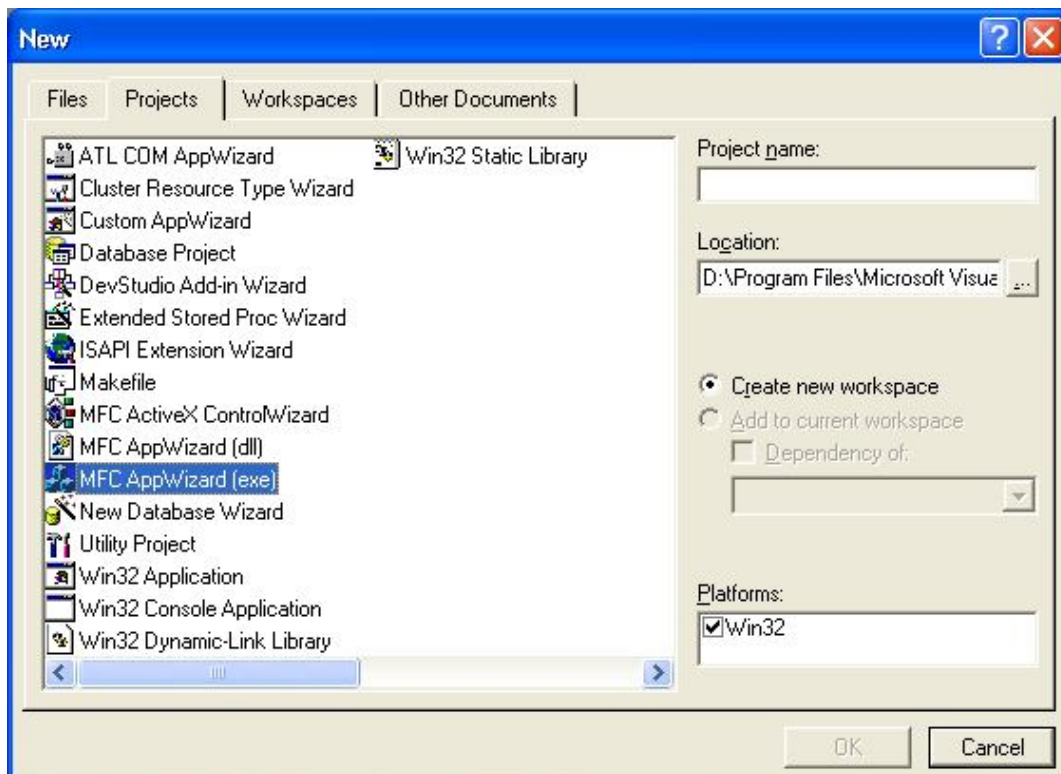 New
Files Projects Workspaces Other Documents
ATL COM AppWizard
Cluster Resource Type Wizard
Custom AppWizard
Database Project
DevStudio Add-in Wizard
Extended Stored Proc Wizard
ISAPI Extension Wizard
Makefile
MFC ActiveX ControlWizard
MFC AppWizard (dll)
MFC AppWizard (exe)
New Database Wizard
Utility Project
Win32 Application
Win32 Console Application
Win32 Dynamic-Link Library
Win32 Static Library
Project name:
Location:
D:\Program Files\Microsoft Visua ...
Create new workspace
Add to current workspace
Dependency of:
Platforms:
Win32
OK Cancel